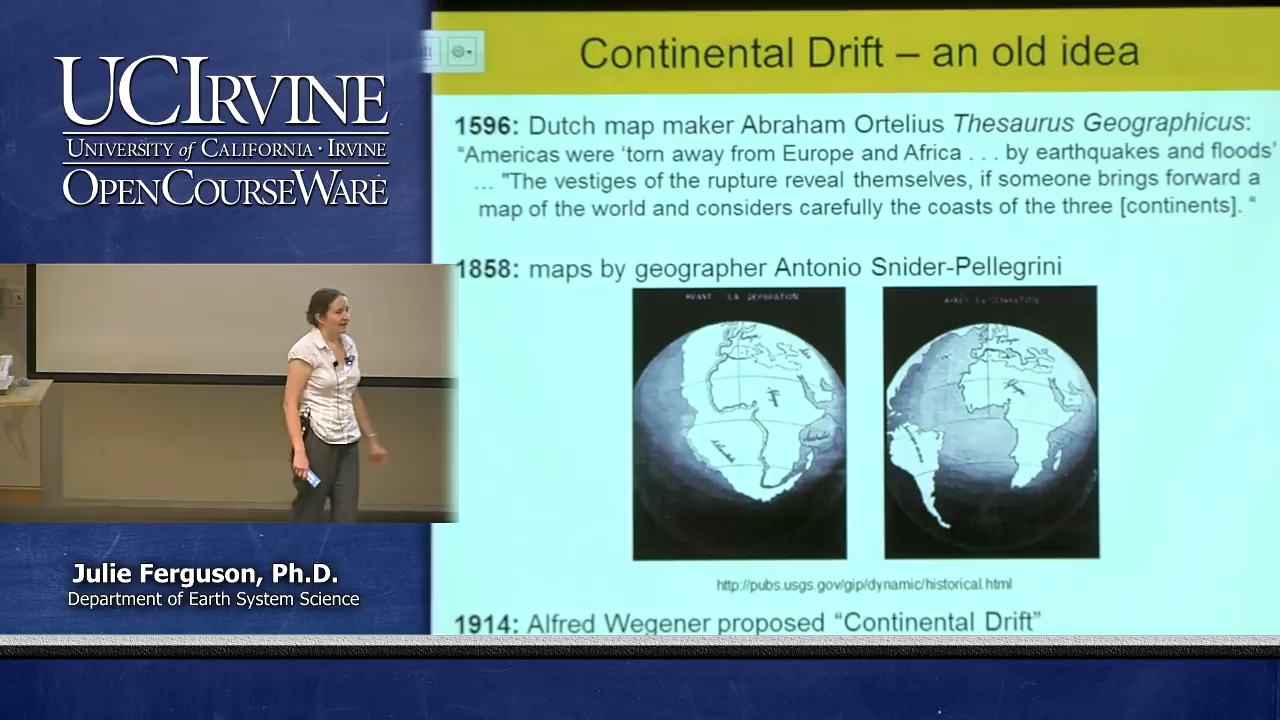 UCIRVINE
UNIVERSITY of CALIFORNIA · IRVINE
OPENCOURSEWARE
Continental Drift – an old idea
1596: Dutch map maker Abraham Ortelius Thesaurus Geographicus:
“Americas were ‘torn away from Europe and Africa . . . by earthquakes and floods’
... "The vestiges of the rupture reveal themselves, if someone brings forward a
map of the world and considers carefully the coasts of the three [continents]. “
1858: maps by geographer Antonio Snider-Pellegrini
http://pubs.usgs.gov/gip/dynamic/historical.html
1914: Alfred Wegener proposed “Continental Drift”
Julie Ferguson, Ph.D.
Department of Earth System Science